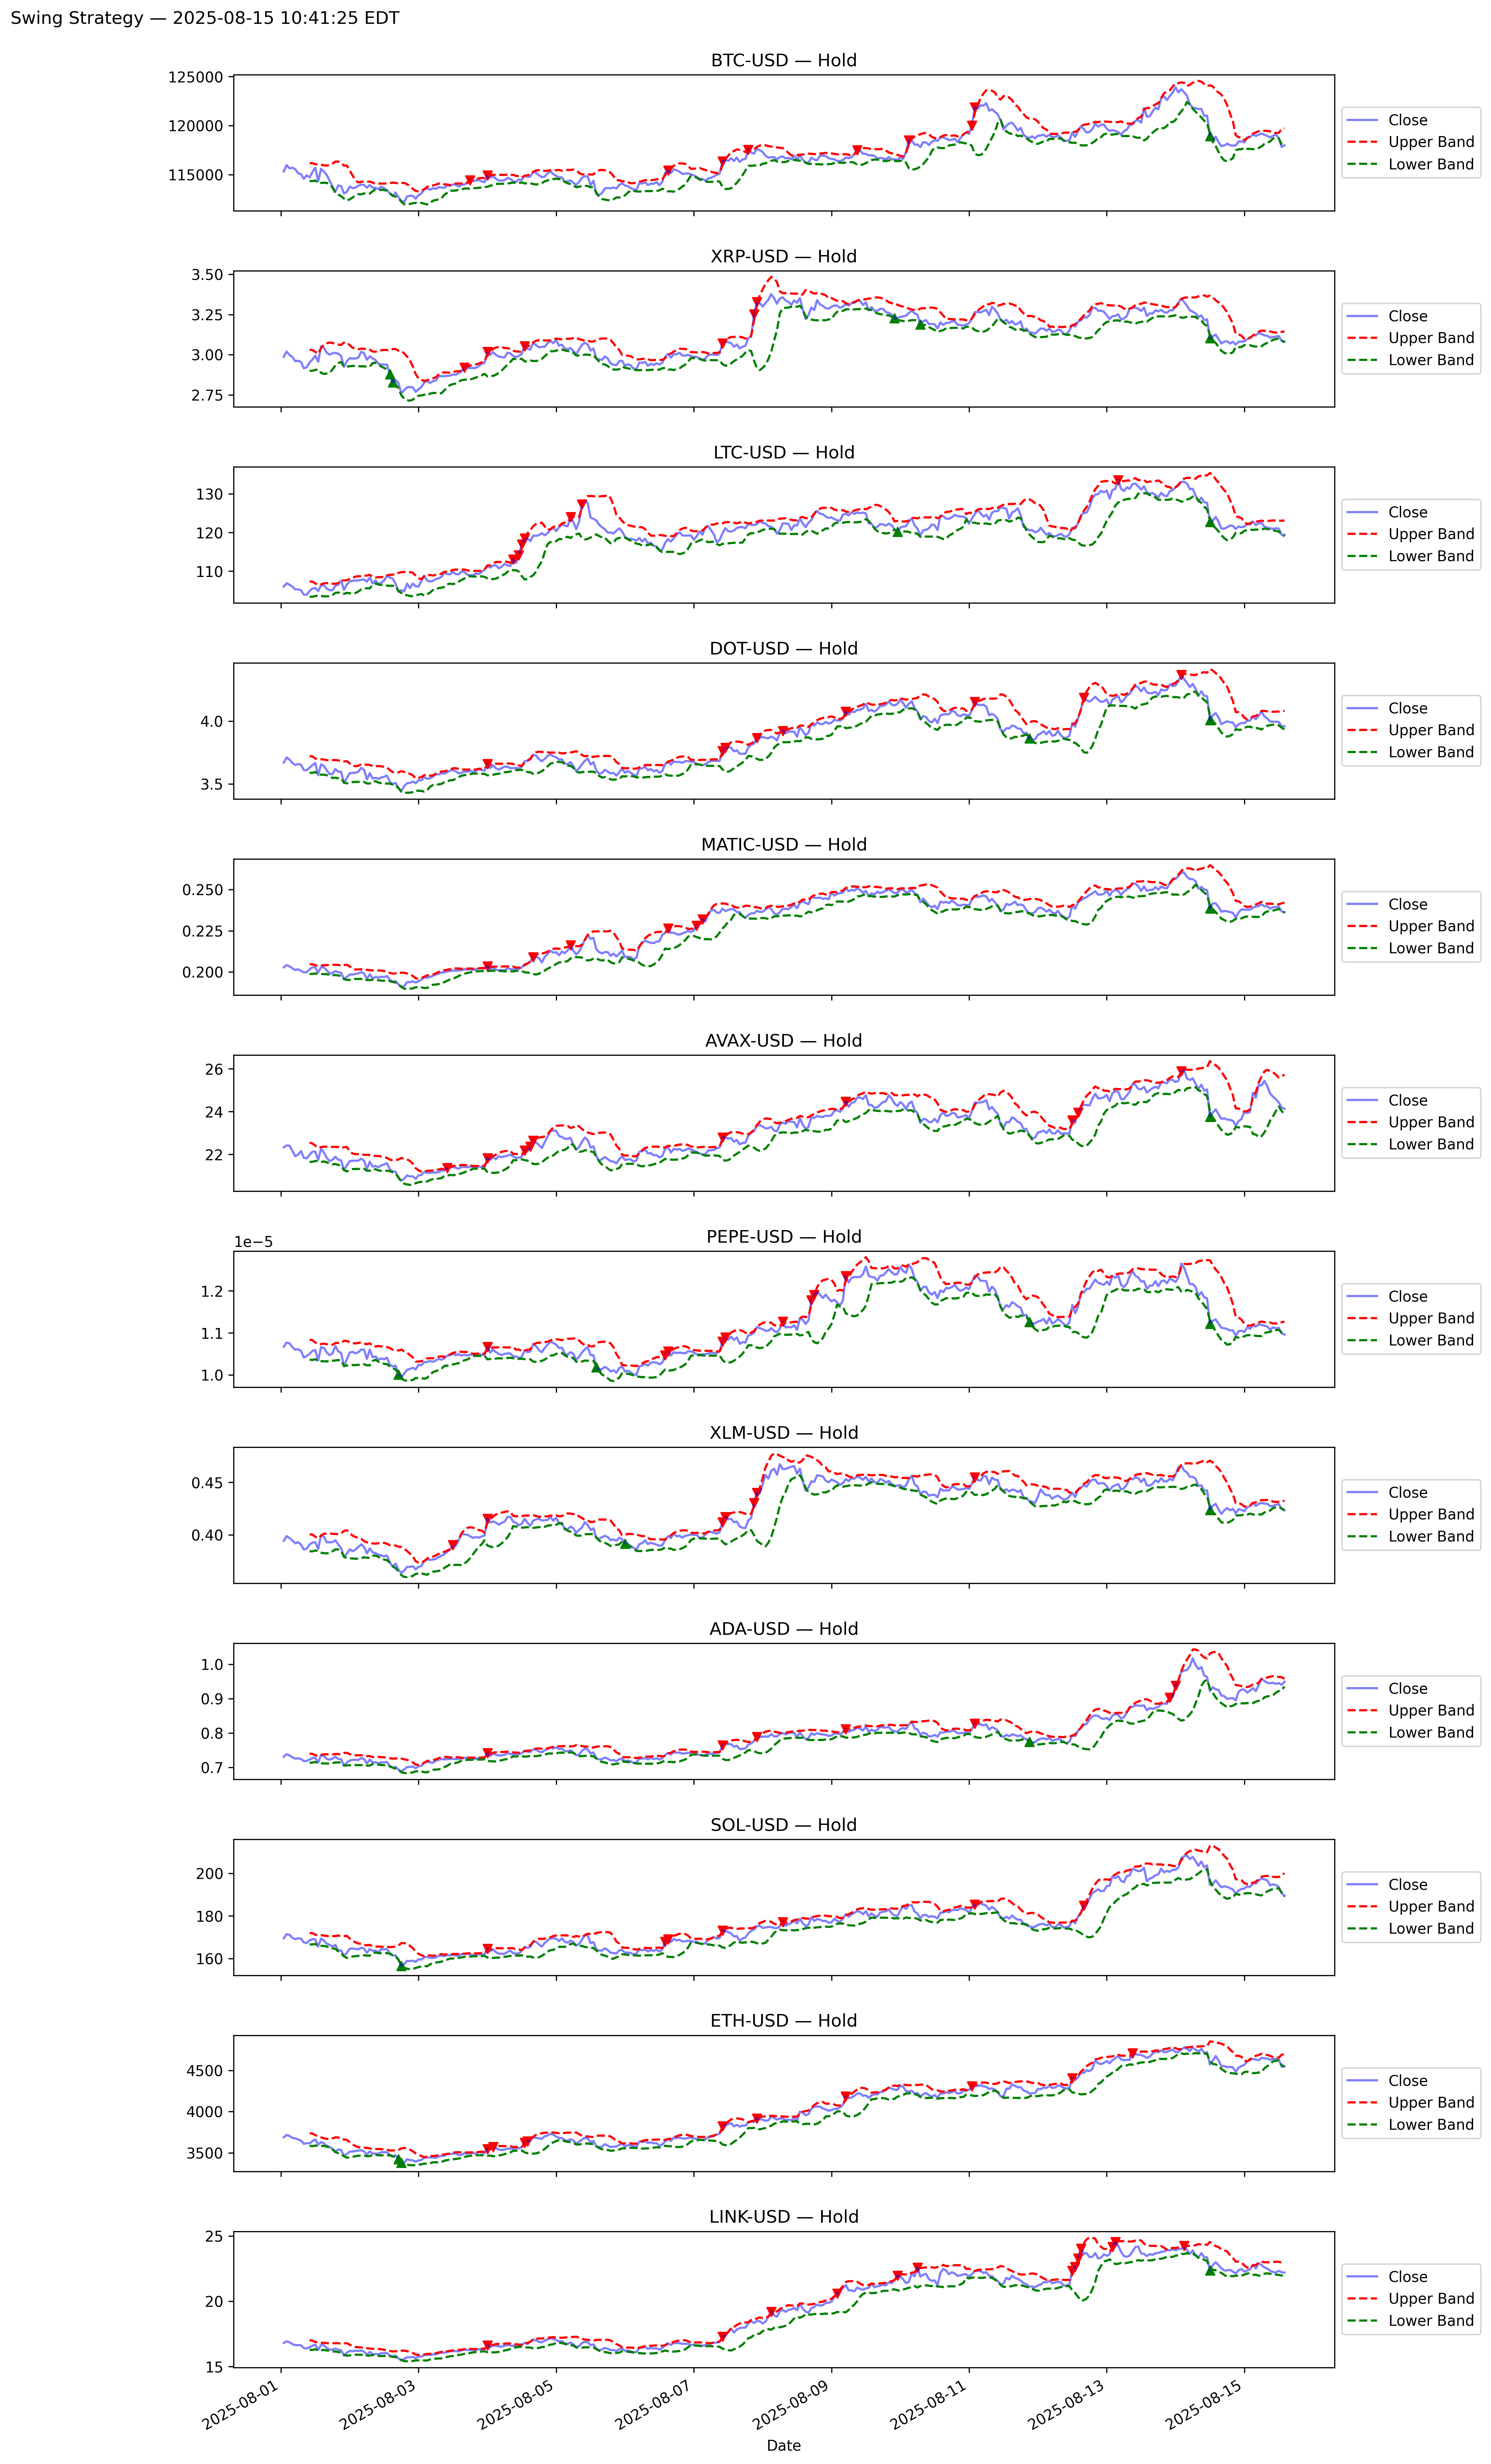 Swing Strategy — 2025-08-15 10:41:25 EDT
BTC-USD — Hold
125000
120000
115000
Close
Upper Band
Lower Band
XRP-USD — Hold
3.50
3.25
3.00
2.75
Close
Upper Band
Lower Band
LTC-USD — Hold
130
120
110
Close
Upper Band
Lower Band
DOT-USD — Hold
4.0
3.5
Close
Upper Band
Lower Band
MATIC-USD — Hold
0.250
0.225
0.200
Close
Upper Band
Lower Band
AVAX-USD — Hold
26
24
22
Close
Upper Band
Lower Band
PEPE-USD — Hold
1e−5
1.2
1.1
1.0
Close
Upper Band
Lower Band
XLM-USD — Hold
0.45
0.40
Close
Upper Band
Lower Band
ADA-USD — Hold
1.0
0.9
0.8
0.7
Close
Upper Band
Lower Band
SOL-USD — Hold
200
180
160
Close
Upper Band
Lower Band
ETH-USD — Hold
4500
4000
3500
Close
Upper Band
Lower Band
LINK-USD — Hold
25
20
15
Close
Upper Band
Lower Band
2025-08-01
2025-08-03
2025-08-05
2025-08-07
2025-08-09
2025-08-11
2025-08-13
2025-08-15
Date